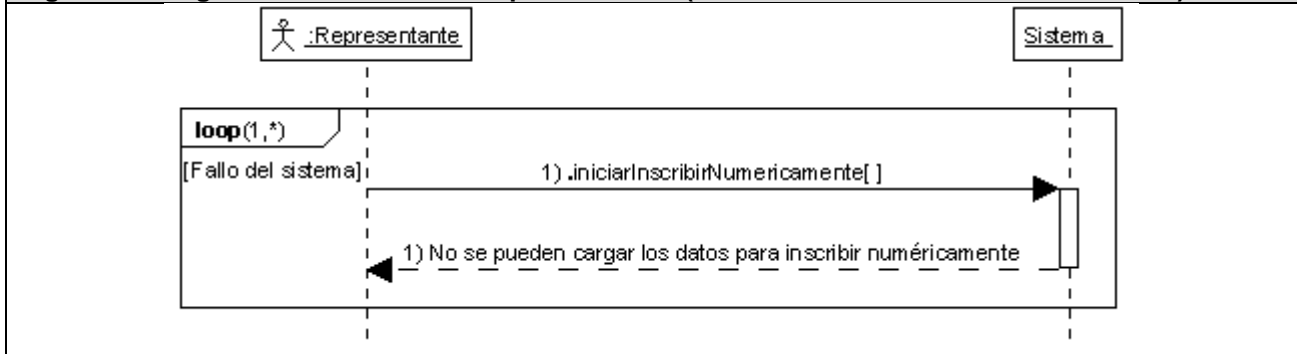 :Representante
Sistema
loop(1,*)
[Fallo del sistema]
1) .iniciarInscribirNumericamente[ ]
1) No se pueden cargar los datos para inscribir numéricamente